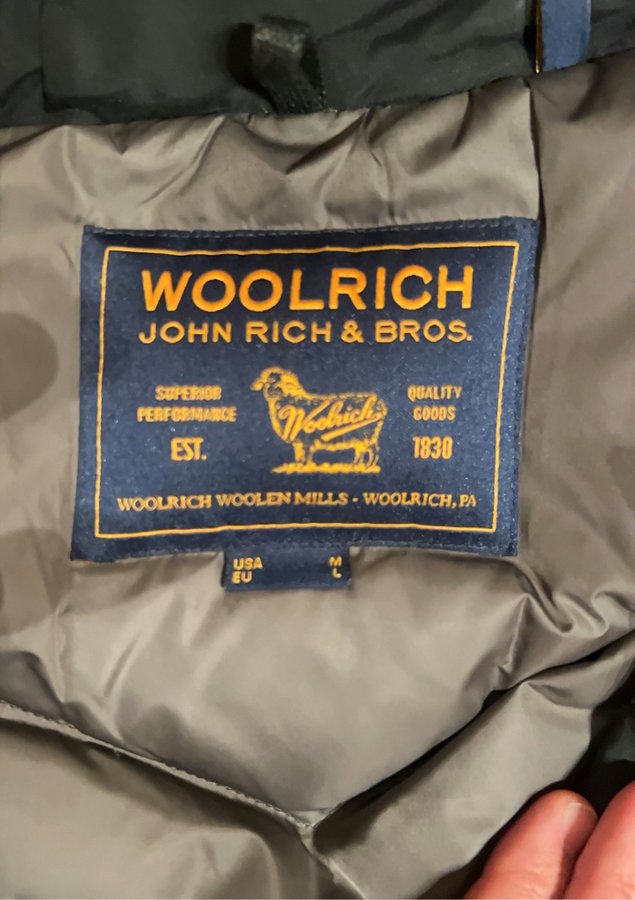 WOOLRICH
JOHN RICH & BROS.
SUPERIOR PERFORMANCE
Woolrich
QUALITY GOODS
EST.
1830
WOOLRICH WOOLEN MILLS - WOOLRICH, PA
USA M
EU L